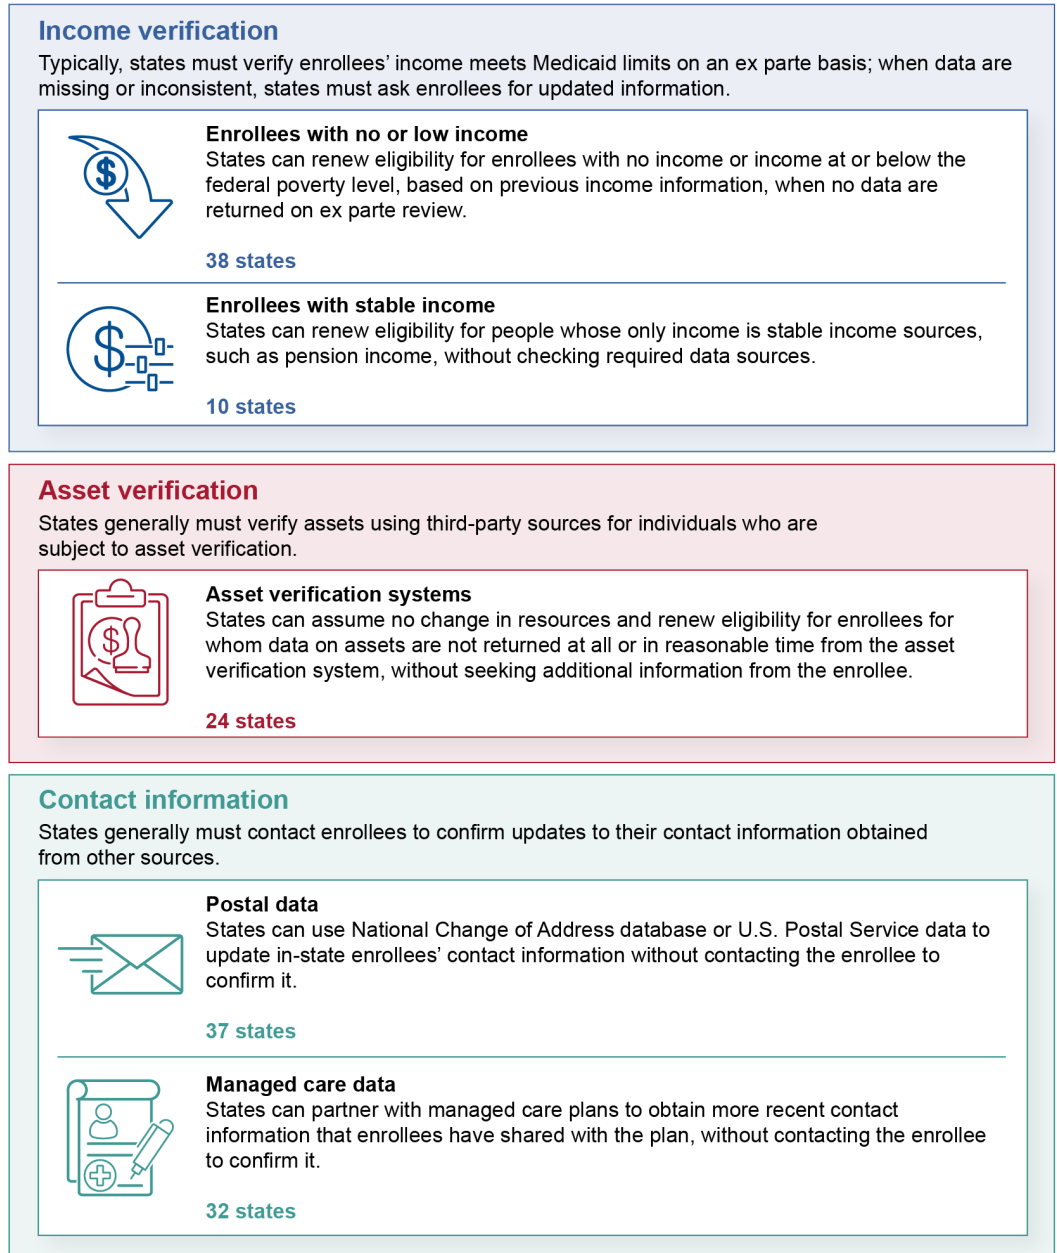 Income verification
Typically, states must verify enrollees’ income meets Medicaid limits on an ex parte basis; when data are
missing or inconsistent, states must ask enrollees for updated information.
Enrollees with no or low income
States can renew eligibility for enrollees with no income or income at or below the
federal poverty level, based on previous income information, when no data are
returned on ex parte review.
38 states
Enrollees with stable income
States can renew eligibility for people whose only income is stable income sources,
such as pension income, without checking required data sources.
10 states
Asset verification
States generally must verify assets using third-party sources for individuals who are
subject to asset verification.
Asset verification systems
States can assume no change in resources and renew eligibility for enrollees for
whom data on assets are not returned at all or in reasonable time from the asset
verification system, without seeking additional information from the enrollee.
24 states
Contact information
States generally must contact enrollees to confirm updates to their contact information obtained
from other sources.
Postal data
States can use National Change of Address database or U.S. Postal Service data to
update in-state enrollees’ contact information without contacting the enrollee to
confirm it.
37 states
Managed care data
States can partner with managed care plans to obtain more recent contact
information that enrollees have shared with the plan, without contacting the enrollee
to confirm it.
32 states